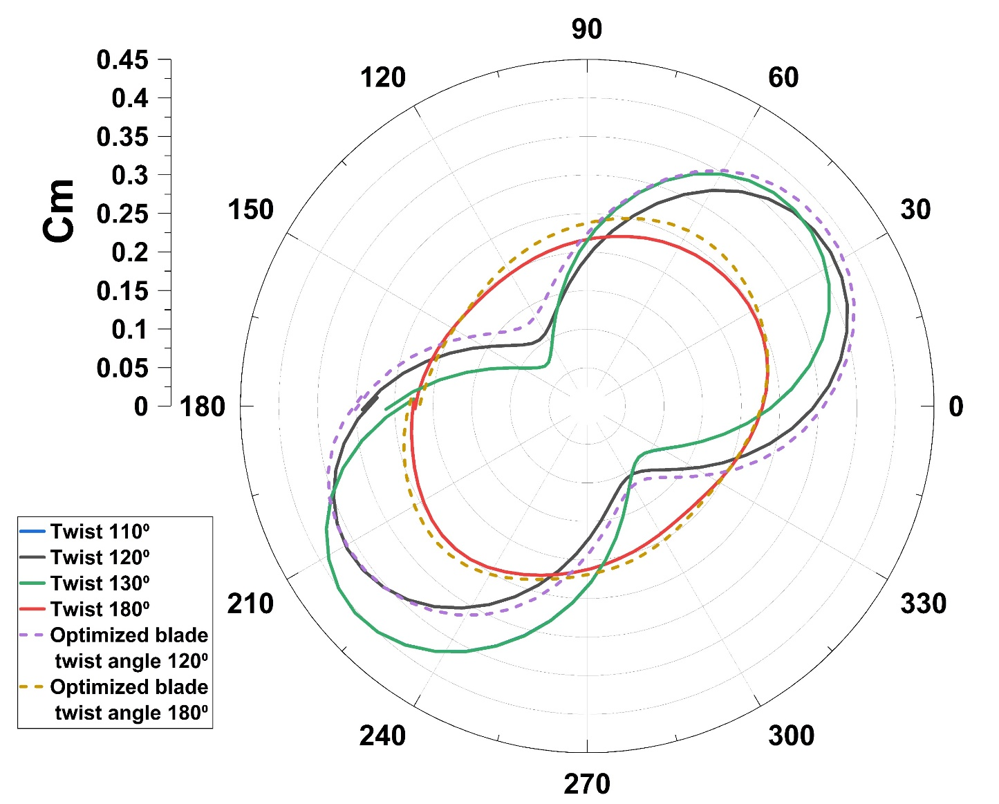 90
60
30
0
330
300
270
240
210
180
150
120
0.45
0.4
0.35
0.3
0.25
0.2
0.15
0.1
0.05
0
Cm
Twist 110º
Twist 120º
Twist 130º
Twist 180º
Optimized blade
twist angle 120º
Optimized blade
twist angle 180º